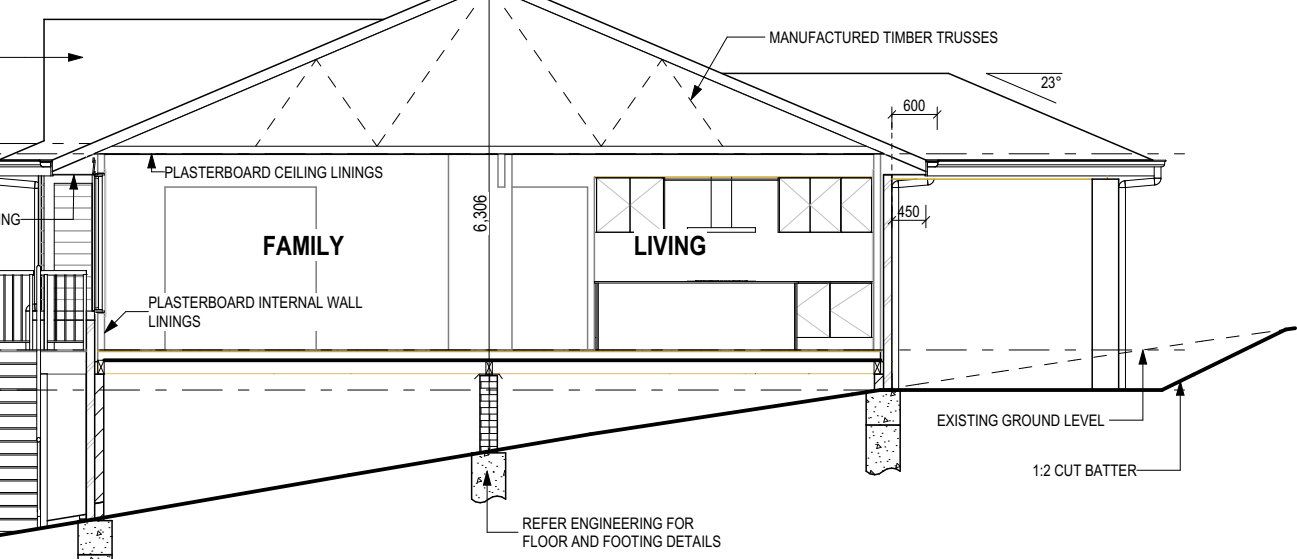 MANUFACTURED TIMBER TRUSSES
23°
600
PLASTERBOARD CEILING LININGS
NG
6,306
450
FAMILY
LIVING
PLASTERBOARD INTERNAL WALL
LININGS
EXISTING GROUND LEVEL
1:2 CUT BATTER
REFER ENGINEERING FOR
FLOOR AND FOOTING DETAILS